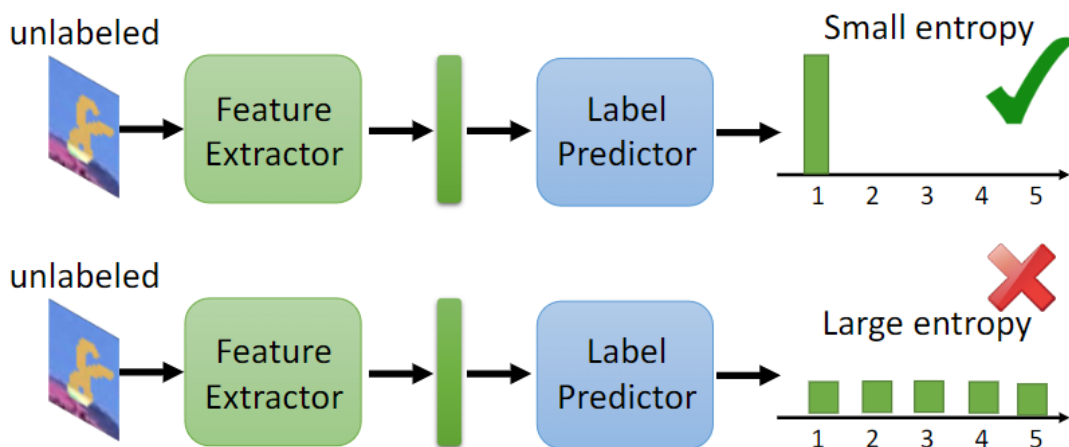 unlabeled
Small entropy
Feature
Extractor
Label
Predictor
1 2 3 4 5
unlabeled
Large entropy
Feature
Extractor
Label
Predictor
1 2 3 4 5